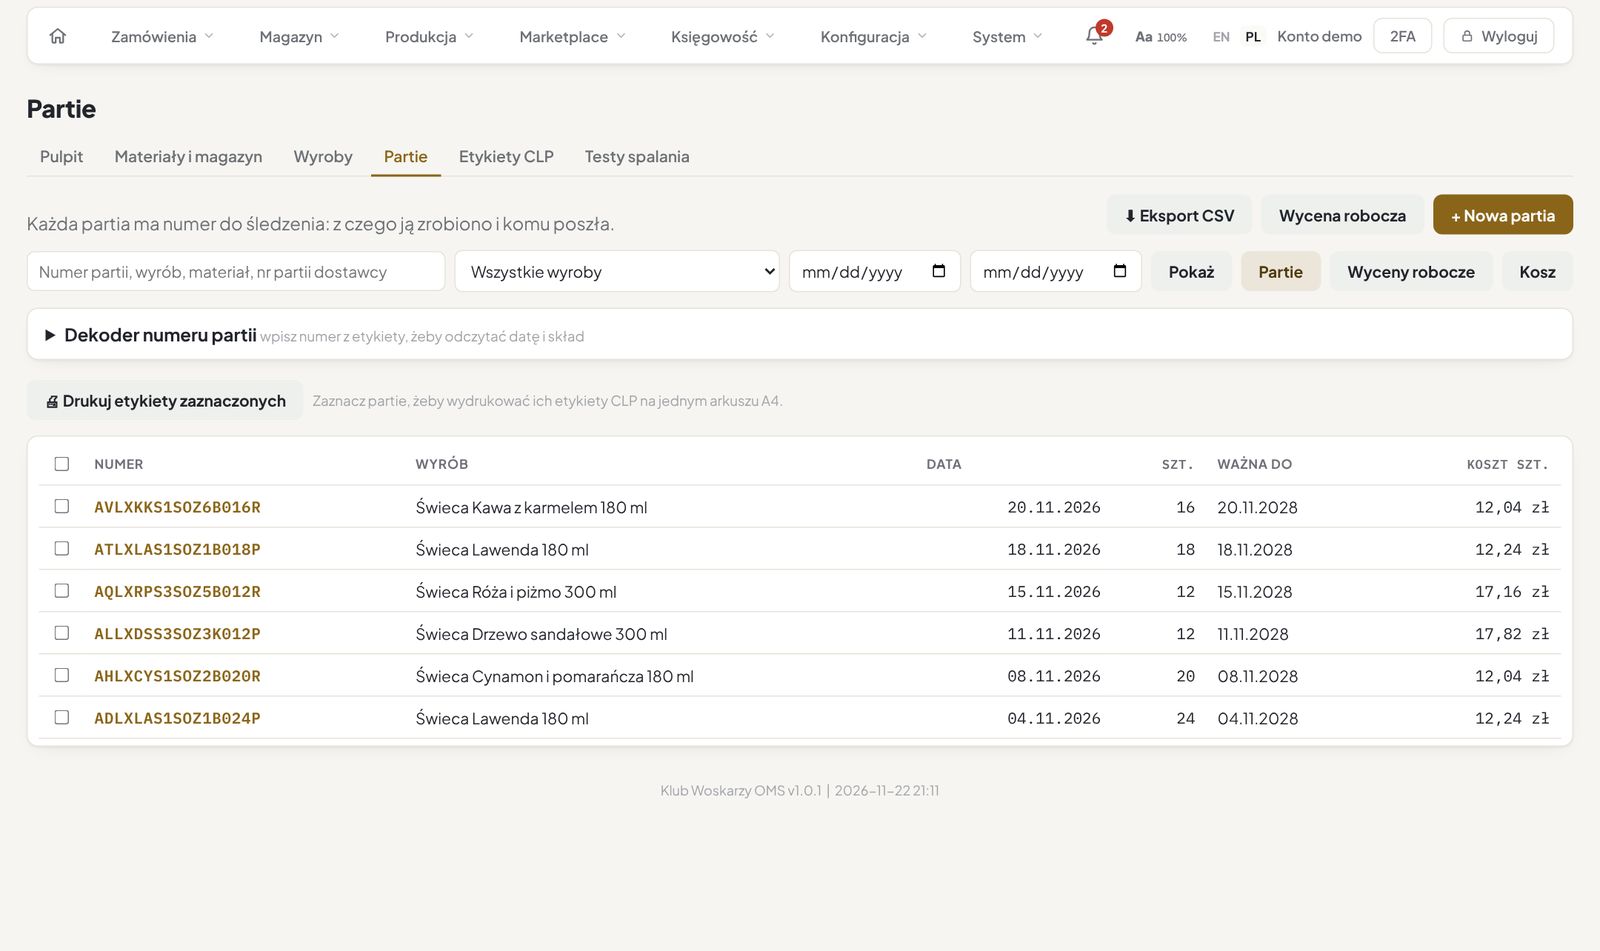 Zamówienia Magazyn Produkcja Marketplace Księgowość Konfiguracja System 2 Aa 100% EN PL Konto demo 2FA Wyloguj
Partie
Pulpit Materiały i magazyn Wyroby Partie Etykiety CLP Testy spalania
Każda partia ma numer do śledzenia: z czego ją zrobiono i komu poszła.
Eksport CSV Wycena robocza + Nowa partia
Numer partii, wyrób, materiał, nr partii dostawcy Wszystkie wyroby mm/dd/yyyy mm/dd/yyyy Pokaż Partie Wyceny robocze Kosz
Dekoder numeru partii wpisz numer z etykiety, żeby odczytać datę i skład
Drukuj etykiety zaznaczonych Zaznacz partie, żeby wydrukować ich etykiety CLP na jednym arkuszu A4.
NUMER WYRÓB DATA SZT. WAŻNA DO KOSZT SZT.
AVLXKKS1SOZ6B016R Świeca Kawa z karmelem 180 ml 20.11.2026 16 20.11.2028 12,04 zł
ATLXLAS1SOZ1B018P Świeca Lawenda 180 ml 18.11.2026 18 18.11.2028 12,24 zł
AQLXRPS3SOZ5B012R Świeca Róża i piżmo 300 ml 15.11.2026 12 15.11.2028 17,16 zł
ALLXDSS3SOZ3K012P Świeca Drzewo sandałowe 300 ml 11.11.2026 12 11.11.2028 17,82 zł
AHLXCYS1SOZ2B020R Świeca Cynamon i pomarańcza 180 ml 08.11.2026 20 08.11.2028 12,04 zł
ADLXLAS1SOZ1B024P Świeca Lawenda 180 ml 04.11.2026 24 04.11.2028 12,24 zł
Klub Woskarzy OMS v1.0.1 | 2026-11-22 21:11